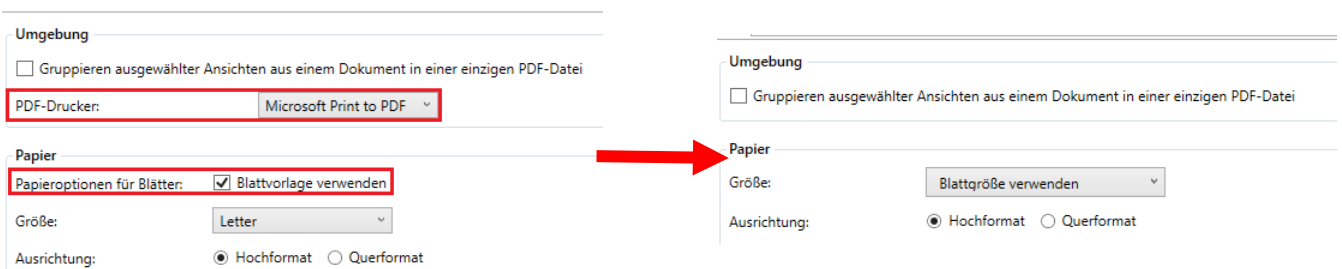 Umgebung
Gruppieren ausgewählter Ansichten aus einem Dokument in einer einzigen PDF-Datei
PDF-Drucker: Microsoft Print to PDF
Papier
Papieroptionen für Blätter: Blattvorlage verwenden
Größe: Letter
Ausrichtung: Hochformat Querformat
Umgebung
Gruppieren ausgewählter Ansichten aus einem Dokument in einer einzigen PDF-Datei
Papier
Größe: Blattgröße verwenden
Ausrichtung: Hochformat Querformat